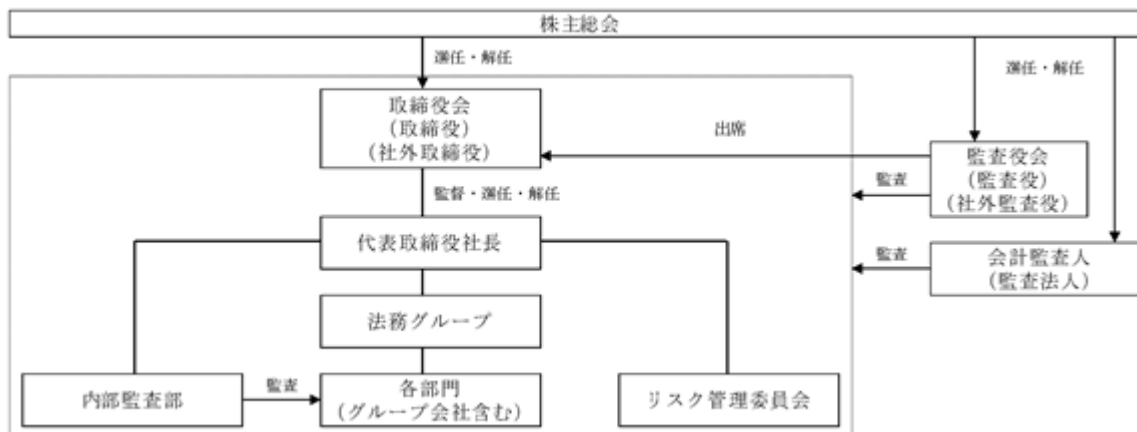 株主総会
選任・解任
選任・解任
取締役会
(取締役)
(社外取締役)
出席
監査役会
(監査役)
(社外監査役)
監査
監督・選任・解任
代表取締役社長
監査
会計監査人
(監査法人)
法務グループ
内部監査部
監査
各部門
(グループ会社含む)
リスク管理委員会